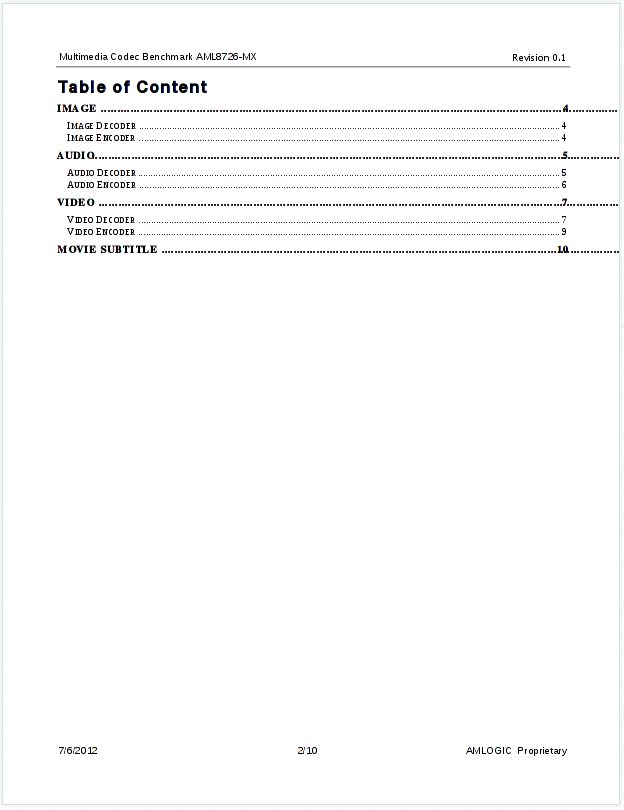 Multimedia Codec Benchmark AML8726-MX Revision 0.1
Table of Content
IMAGE ........................................ 4
IMAGE DECODER ........................................ 4
IMAGE ENCODER ........................................ 4
AUDIO........................................ 5
AUDIO DECODER ........................................ 5
AUDIO ENCODER ........................................ 6
VIDEO ........................................ 7
VIDEO DECODER ........................................ 7
VIDEO ENCODER ........................................ 9
MOVIE SUBTITLE ........................................ 10
7/6/2012 2/10 AMLOGIC Proprietary